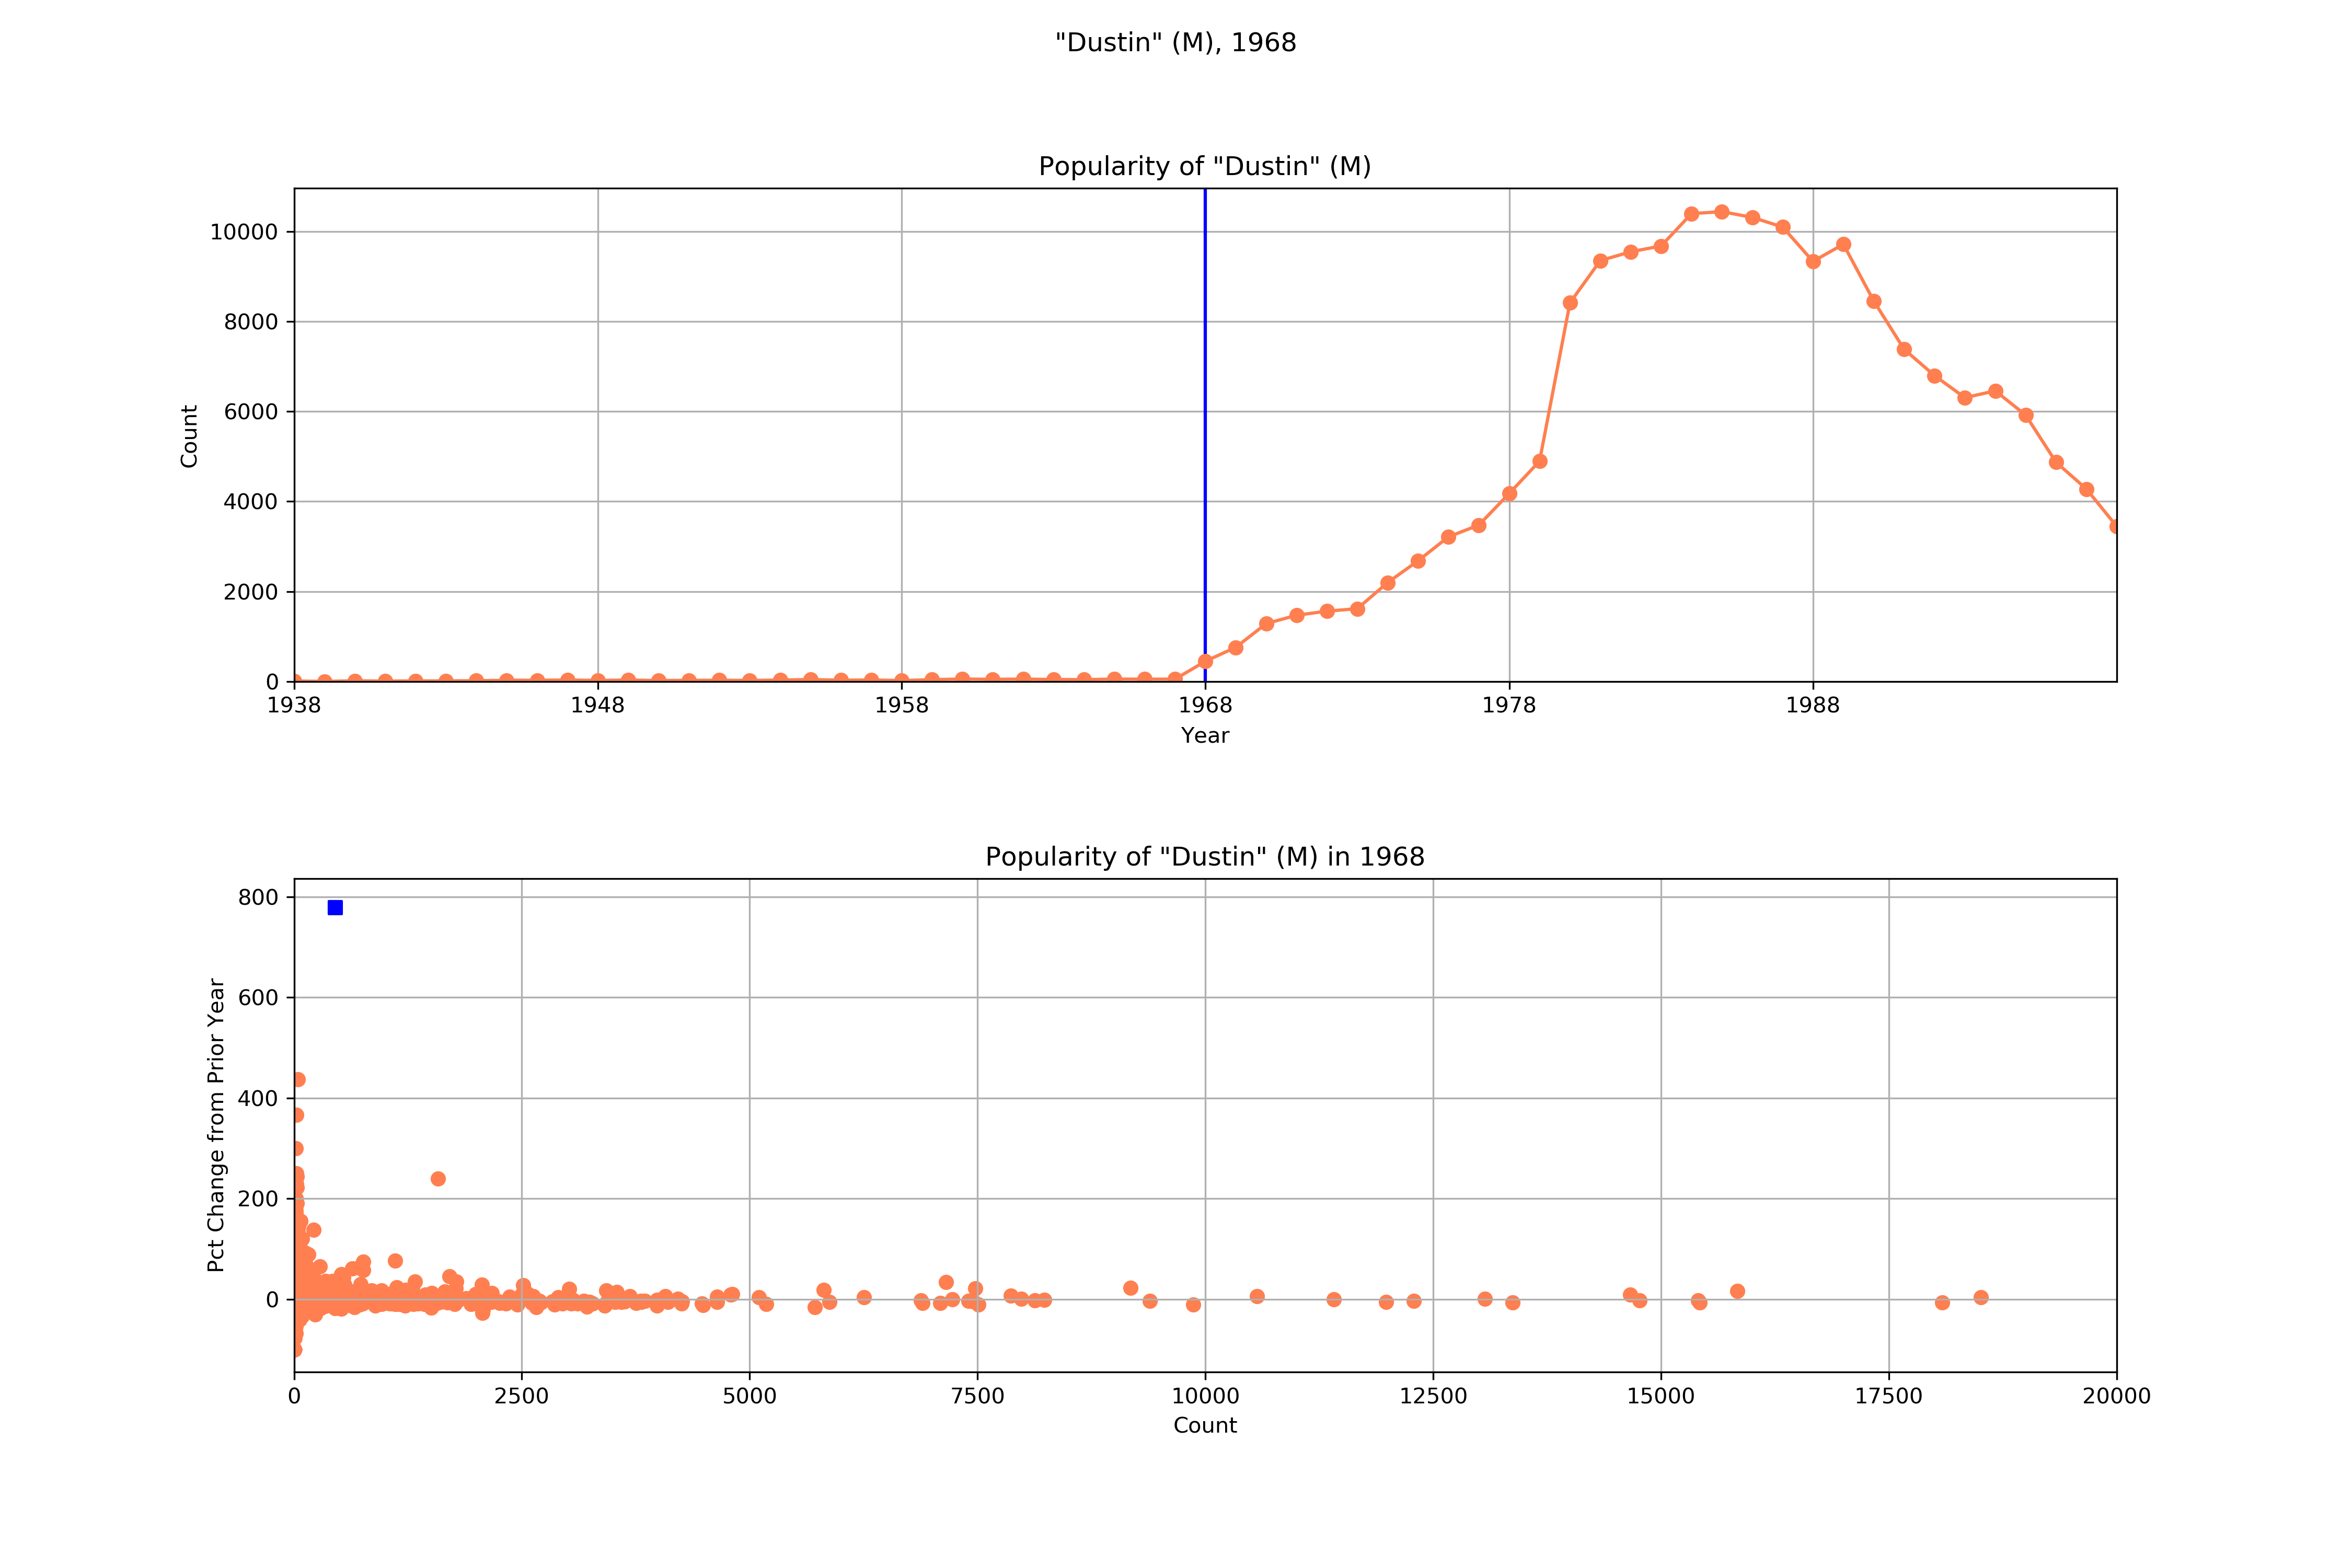 "Dustin" (M), 1968
Popularity of "Dustin" (M)
10000
8000
6000
4000
2000
0
Count
1938 1948 1958 1968 1978 1988
Year
Popularity of "Dustin" (M) in 1968
800
600
400
200
0
Pct Change from Prior Year
0 2500 5000 7500 10000 12500 15000 17500 20000
Count